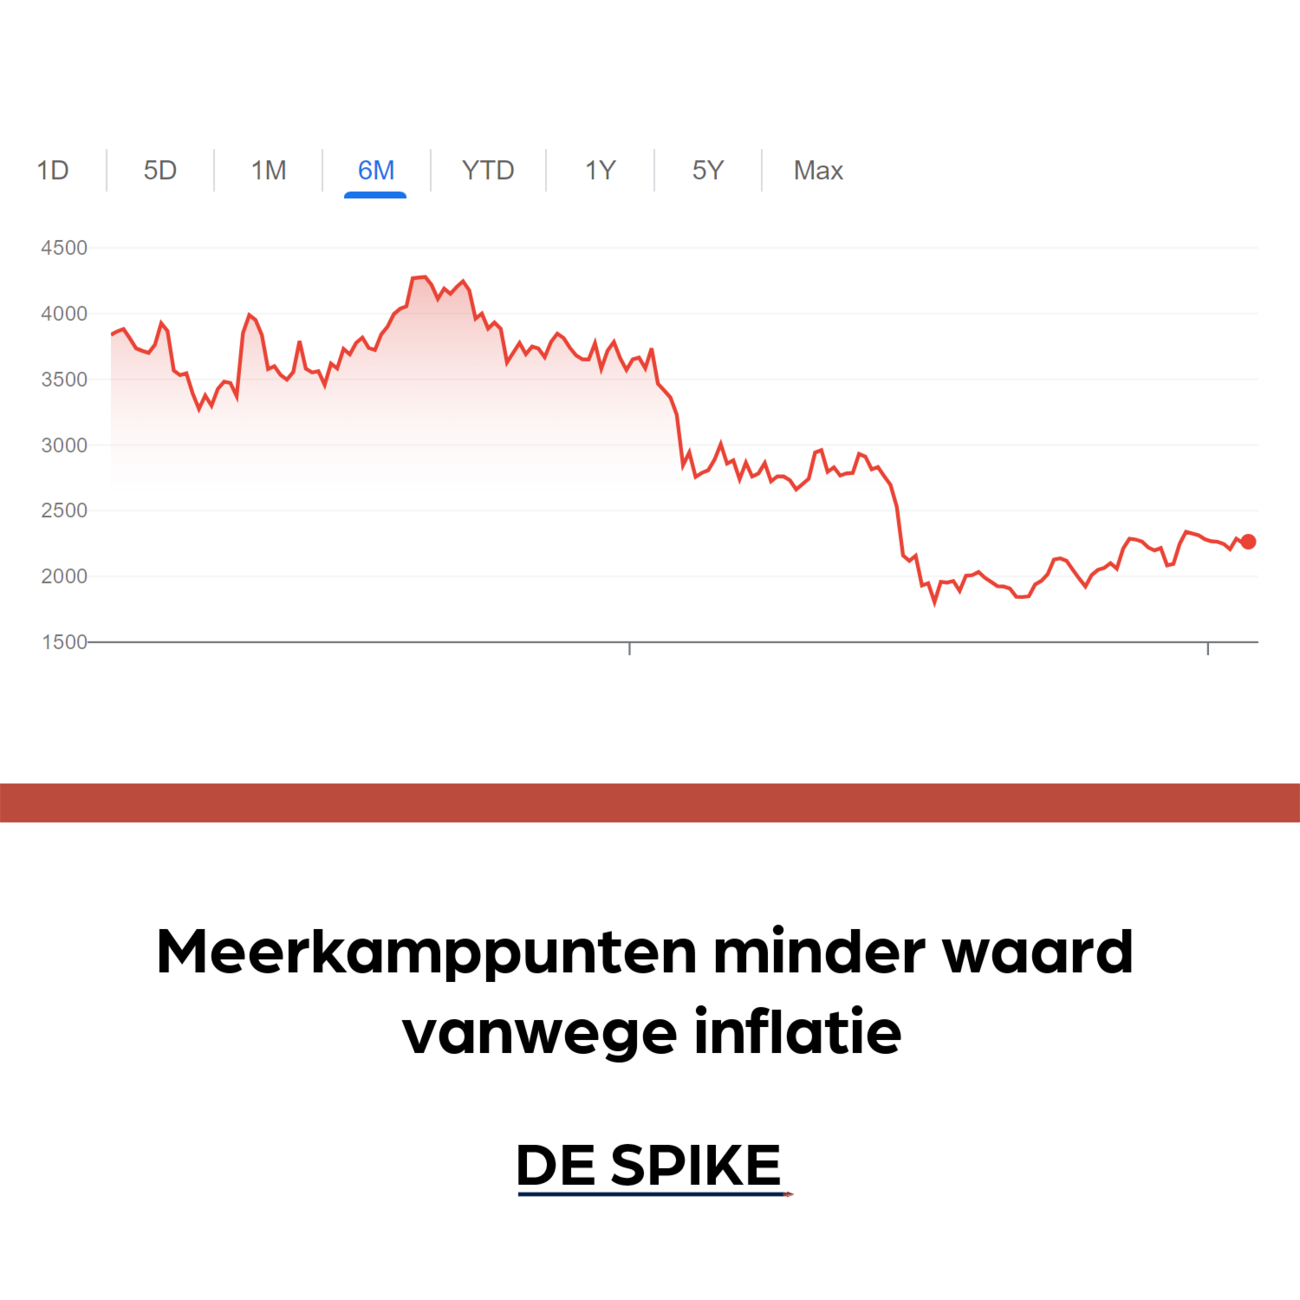 1D 5D 1M 6M YTD 1Y 5Y Max
4500
4000
3500
3000
2500
2000
1500
Meerkamppunten minder waard
vanwege inflatie
DE SPIKE